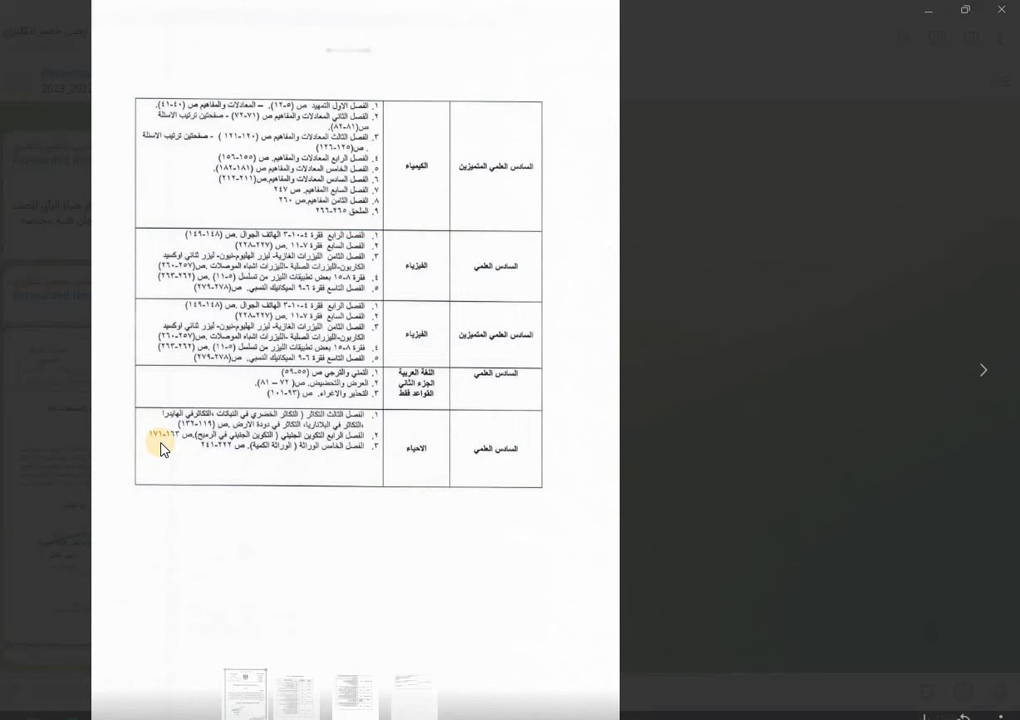 السادس العلمي المتميزين
الكيمياء
١. الفصل الاول التمهيد ص (٥-١٢). – المعادلات والمفاهيم ص (٤٠-٤١).
٢. الفصل الثاني المعادلات والمفاهيم ص (٧١-٧٢) - صفحتين ترتيب الاسئلة
ص(٨١-٨٢).
٣. الفصل الثالث المعادلات والمفاهيم ص (١٢٠-١٢١) - صفحتين ترتيب الاسئلة
ص(١٢٥-١٢٦).
٤. الفصل الرابع المعادلات والمفاهيم. ص (١٥٥-١٥٦)
٥. الفصل الخامس المعادلات والمفاهيم ص (١٨١-١٨٢).
٦. الفصل السادس المعادلات والمفاهيم.ص(٢١١-٢١٢)
٧. الفصل السابع المفاهيم. ص ٢٤٧
٨. الفصل الثامن المفاهيم.ص ٢٦٠
٩. الملحق ٢٦٥-٢٦٦
السادس العلمي
الفيزياء
١. الفصل الرابع فقرة ٤-١٠-٣ الهاتف الجوال .ص(١٤٨-١٤٩)
٢. الفصل السابع فقرة ٧-١١ .ص(٢٢٧-٢٢٨)
٣. الفصل الثامن الليزرات الغازية- ليزر الهليوم-نيون- ليزر ثنائي اوكسيد
الكاربون-الليزرات الصلبة -الليزرات اشباه الموصلات .ص(٢٥٧-٢٦٠)
٤. فقرة ٨-١٥ بعض تطبيقات الليزر من تسلسل (٥-١١) .ص(٢٦٢-٢٦٣)
٥. الفصل التاسع فقرة ٦-٩ الميكانيك النسبي. ص(٢٧٨-٢٧٩)
السادس العلمي المتميزين
الفيزياء
١. الفصل الرابع فقرة ٤-١٠-٣ الهاتف الجوال .ص(١٤٨-١٤٩)
٢. الفصل السابع فقرة ٧-١١ .ص(٢٢٧-٢٢٨)
٣. الفصل الثامن الليزرات الغازية- ليزر الهليوم-نيون- ليزر ثنائي اوكسيد
الكاربون-الليزرات الصلبة -الليزرات اشباه الموصلات .ص(٢٥٧-٢٦٠)
٤. فقرة ٨-١٥ بعض تطبيقات الليزر من تسلسل (٥-١١) .ص(٢٦٢-٢٦٣)
٥. الفصل التاسع فقرة ٦-٩ الميكانيك النسبي. ص(٢٧٨-٢٧٩)
السادس العلمي
اللغة العربية
الجزء الثاني
القواعد فقط
١. التمني والترجي ص (٥٥-٥٩)
٢. العرض والتحضيض. ص( ٧٢ – ٨١).
٣. التحذير والاغراء. ص (٩٣-١٠١)
السادس العلمي
الاحياء
١. الفصل الثالث التكاثر ( التكاثر الخضري في النباتات ،التكاثرفي الهايدرا
،التكاثر في البلاناريا، التكاثر في دودة الارض .ص (١١٩-١٣٢)
٢. الفصل الرابع التكوين الجنيني ( التكوين الجنيني في الرميح).ص ١٦٣-١٧١
٣. الفصل الخامس الوراثة ( الوراثة الكمية). ص ٢٢٢-٢٤١